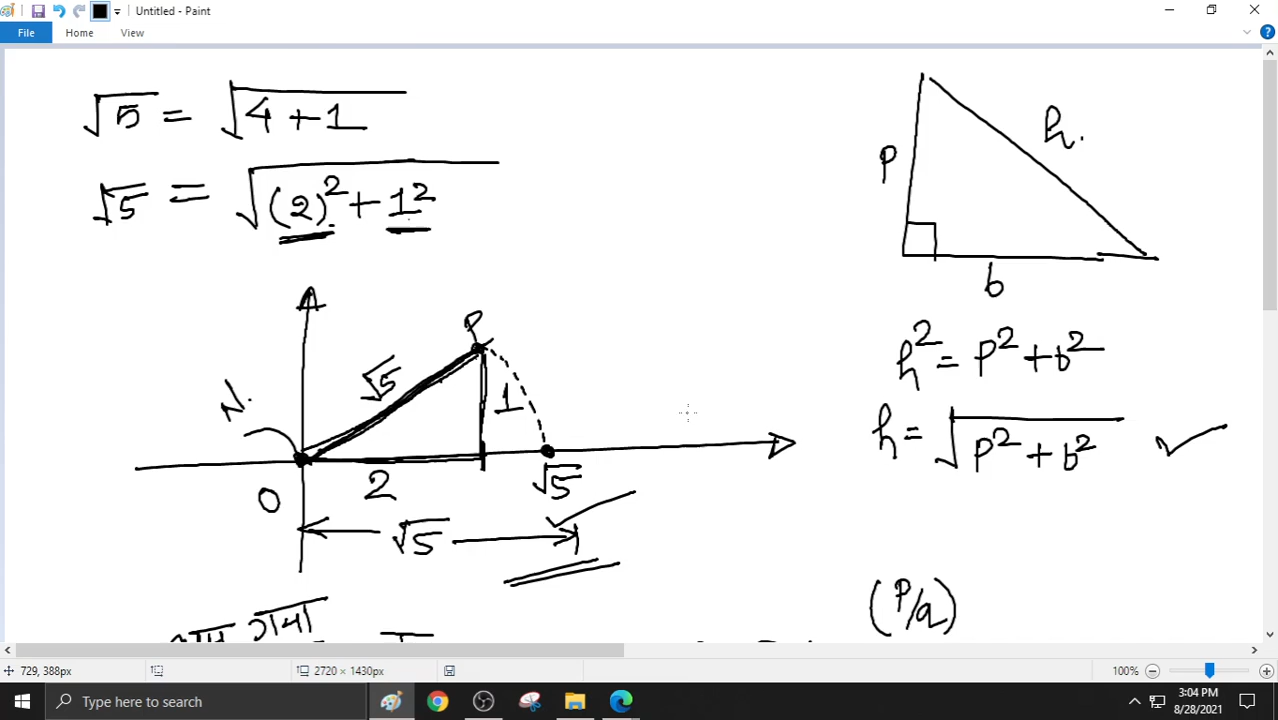 Untitled - Paint
File Home View
√5 = √4+1
√5 = √(2)²+1²
P
h.
b
h² = P²+b²
h = √P²+b²
P
√5
1
N.
O
2
√5
√5
(P/q)
729, 388px
2720 × 1430px
100%
Type here to search
3:04 PM
8/28/2021